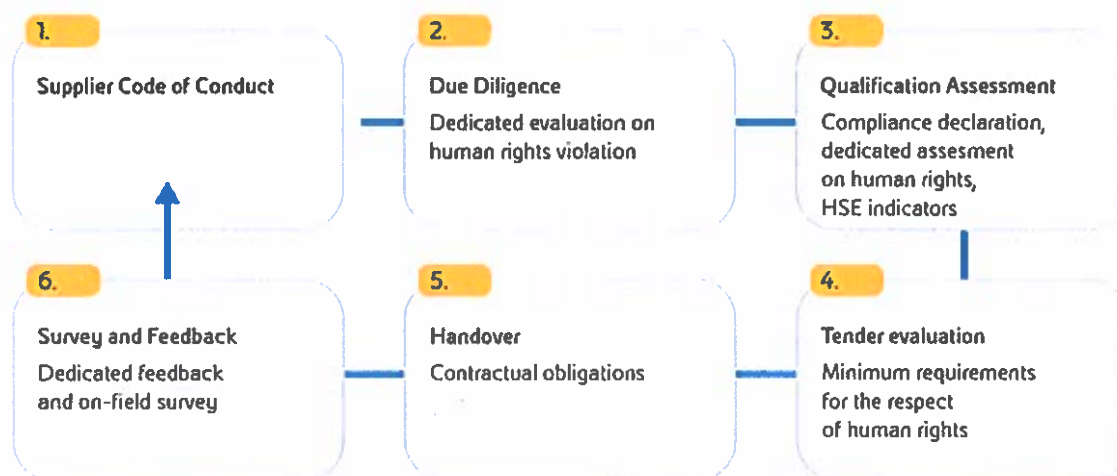 1.
Supplier Code of Conduct
2.
Due Diligence
Dedicated evaluation on
human rights violation
3.
Qualification Assessment
Compliance declaration,
dedicated assesment
on human rights,
HSE indicators
4.
Tender evaluation
Minimum requirements
for the respect
of human rights
5.
Handover
Contractual obligations
6.
Survey and Feedback
Dedicated feedback
and on-field survey